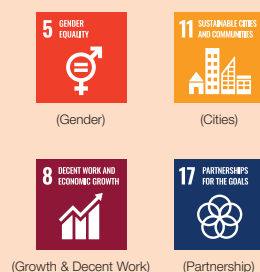 5 GENDER
EQUALITY
11 SUSTAINABLE CITIES
AND COMMUNITIES
(Gender)
(Cities)
8 DECENT WORK AND
ECONOMIC GROWTH
17 PARTNERSHIPS
FOR THE GOALS
(Growth & Decent Work)
(Partnership)